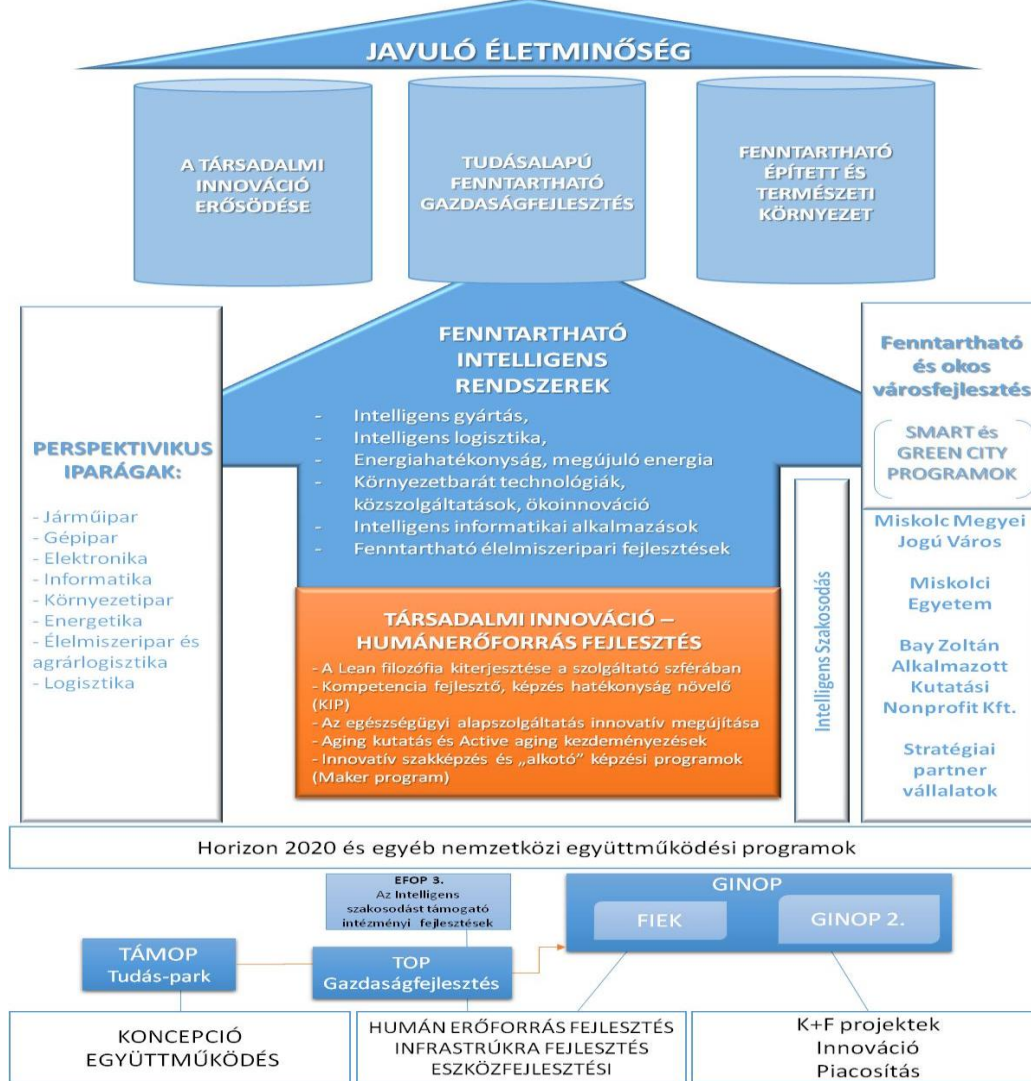 JAVULÓ ÉLETMINŐSÉG
A TÁRSADALMI
INNOVÁCIÓ
ERŐSÖDÉSE
TUDÁSALAPÚ
FENNTARTHATÓ
GAZDASÁGFEJLESZTÉS
FENNTARTHATÓ
ÉPÍTETT ÉS
TERMÉSZETI
KÖRNYEZET
PERSPEKTIVIKUS
IPARÁGAK:
- Járműipar
- Gépipar
- Elektronika
- Informatika
- Környezetipar
- Energetika
- Élelmiszeripar és
agrárlogisztika
- Logisztika
FENNTARTHATÓ
INTELLIGENS
RENDSZEREK
- Intelligens gyártás,
- Intelligens logisztika,
- Energiahatékonyság, megújuló energia
- Környezetbarát technológiák,
közszolgáltatások, ökoinnováció
- Intelligens informatikai alkalmazások
- Fenntartható élelmiszeripari fejlesztések
TÁRSADALMI INNOVÁCIÓ –
HUMÁNERŐFORRÁS FEJLESZTÉS
- A Lean filozófia kiterjesztése a szolgáltató szférában
- Kompetencia fejlesztő, képzés hatékonyság növelő
(KIP)
- Az egészségügyi alapszolgáltatás innovatív megújítása
- Aging kutatás és Active aging kezdeményezések
- Innovatív szakképzés és „alkotó” képzési programok
(Maker program)
Intelligens Szakosodás
Fenntartható
és okos
városfejlesztés
SMART és
GREEN CITY
PROGRAMOK
Miskolc Megyei
Jogú Város
Miskolci
Egyetem
Bay Zoltán
Alkalmazott
Kutatási
Nonprofit Kft.
Stratégiai
partner
vállalatok
Horizon 2020 és egyéb nemzetközi együttműködési programok
EFOP 3.
Az Intelligens
szakosodást támogató
intézményi fejlesztések
GINOP
FIEK
GINOP 2.
TÁMOP
Tudás-park
TOP
Gazdaságfejlesztés
KONCEPCIÓ
EGYÜTTMŰKÖDÉS
HUMÁN ERŐFORRÁS FEJLESZTÉS
INFRASTRÚKRA FEJLESZTÉS
ESZKÖZFEJLESZTÉSI
K+F projektek
Innováció
Piacosítás